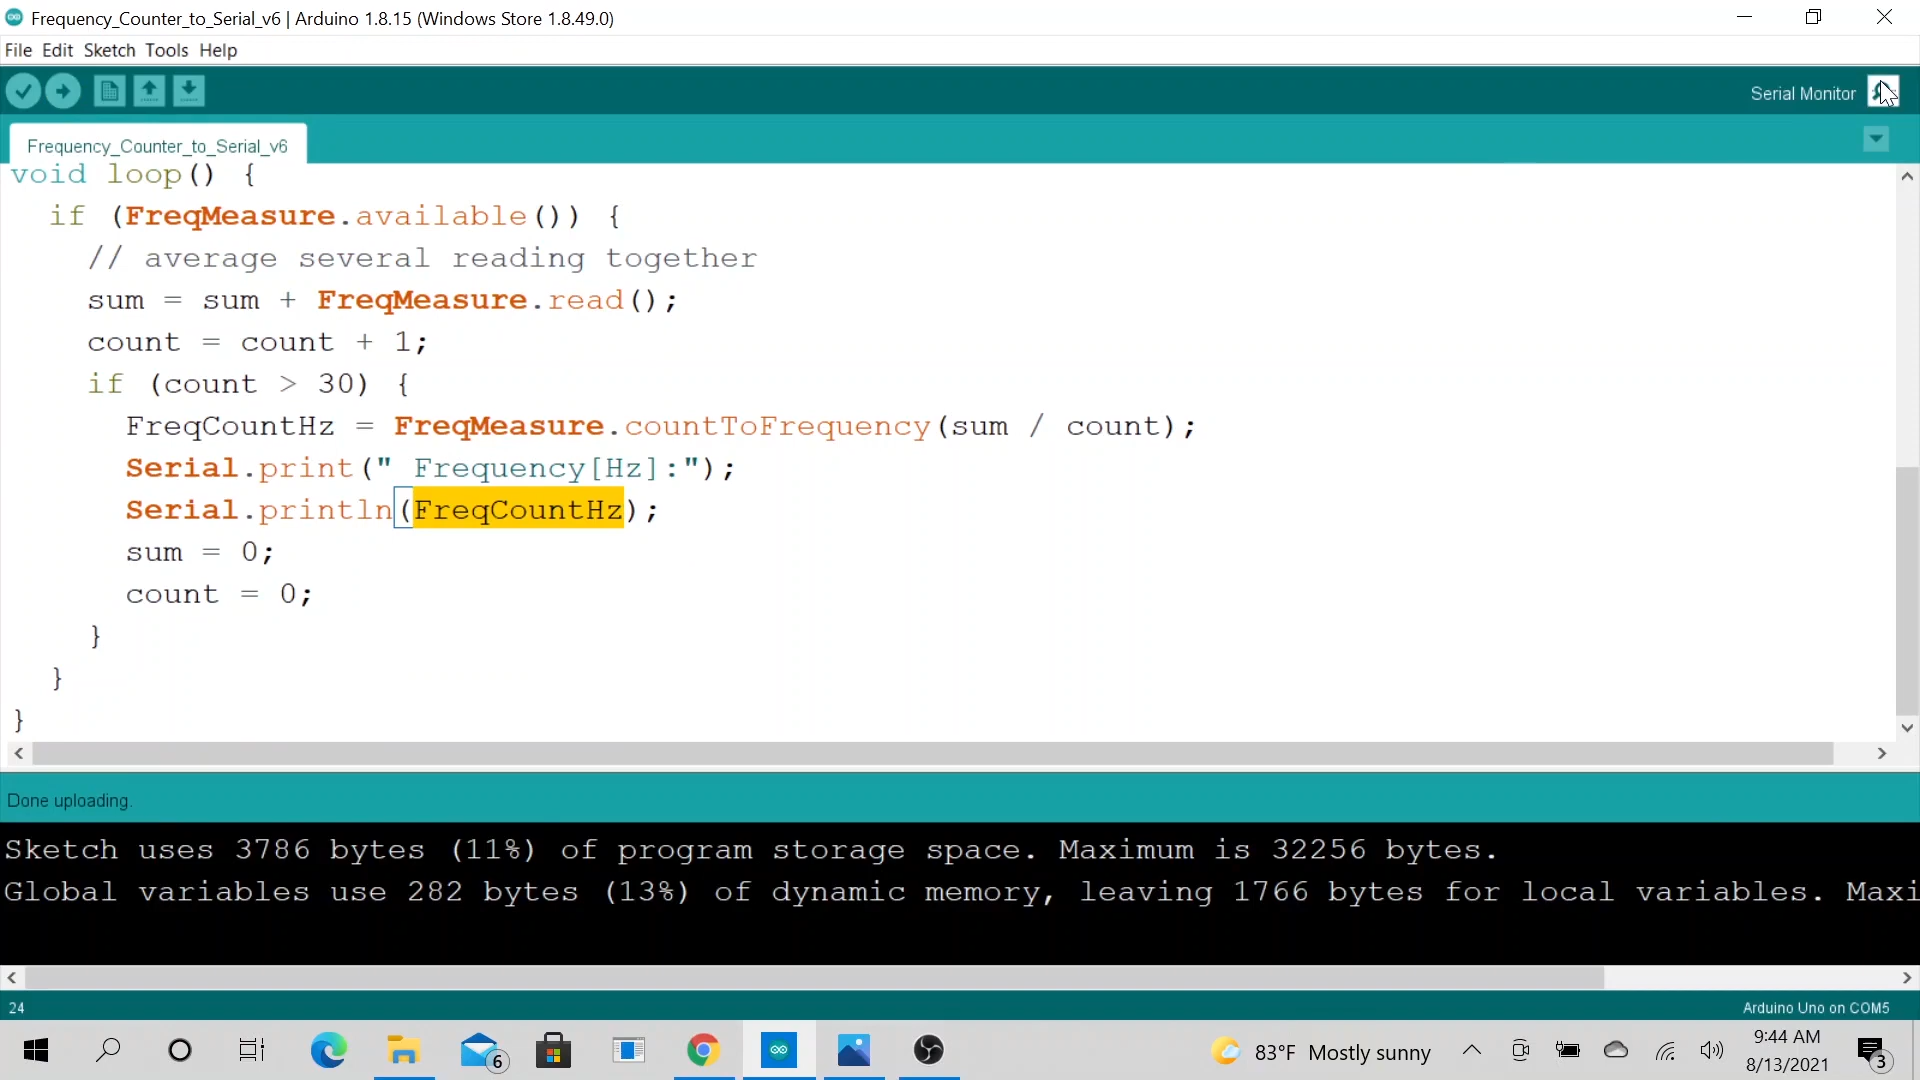 Frequency_Counter_to_Serial_v6 | Arduino 1.8.15 (Windows Store 1.8.49.0)
File Edit Sketch Tools Help
Serial Monitor
Frequency_Counter_to_Serial_v6
void loop() {
if (FreqMeasure.available()) {
// average several reading together
sum = sum + FreqMeasure.read();
count = count + 1;
if (count > 30) {
FreqCountHz = FreqMeasure.countToFrequency(sum / count);
Serial.print(" Frequency[Hz]:");
Serial.println(FreqCountHz);
sum = 0;
count = 0;
}
}
}
Done uploading.
Sketch uses 3786 bytes (11%) of program storage space. Maximum is 32256 bytes.
Global variables use 282 bytes (13%) of dynamic memory, leaving 1766 bytes for local variables. Maxi
24
Arduino Uno on COM5
6
83°F Mostly sunny
9:44 AM
8/13/2021
3